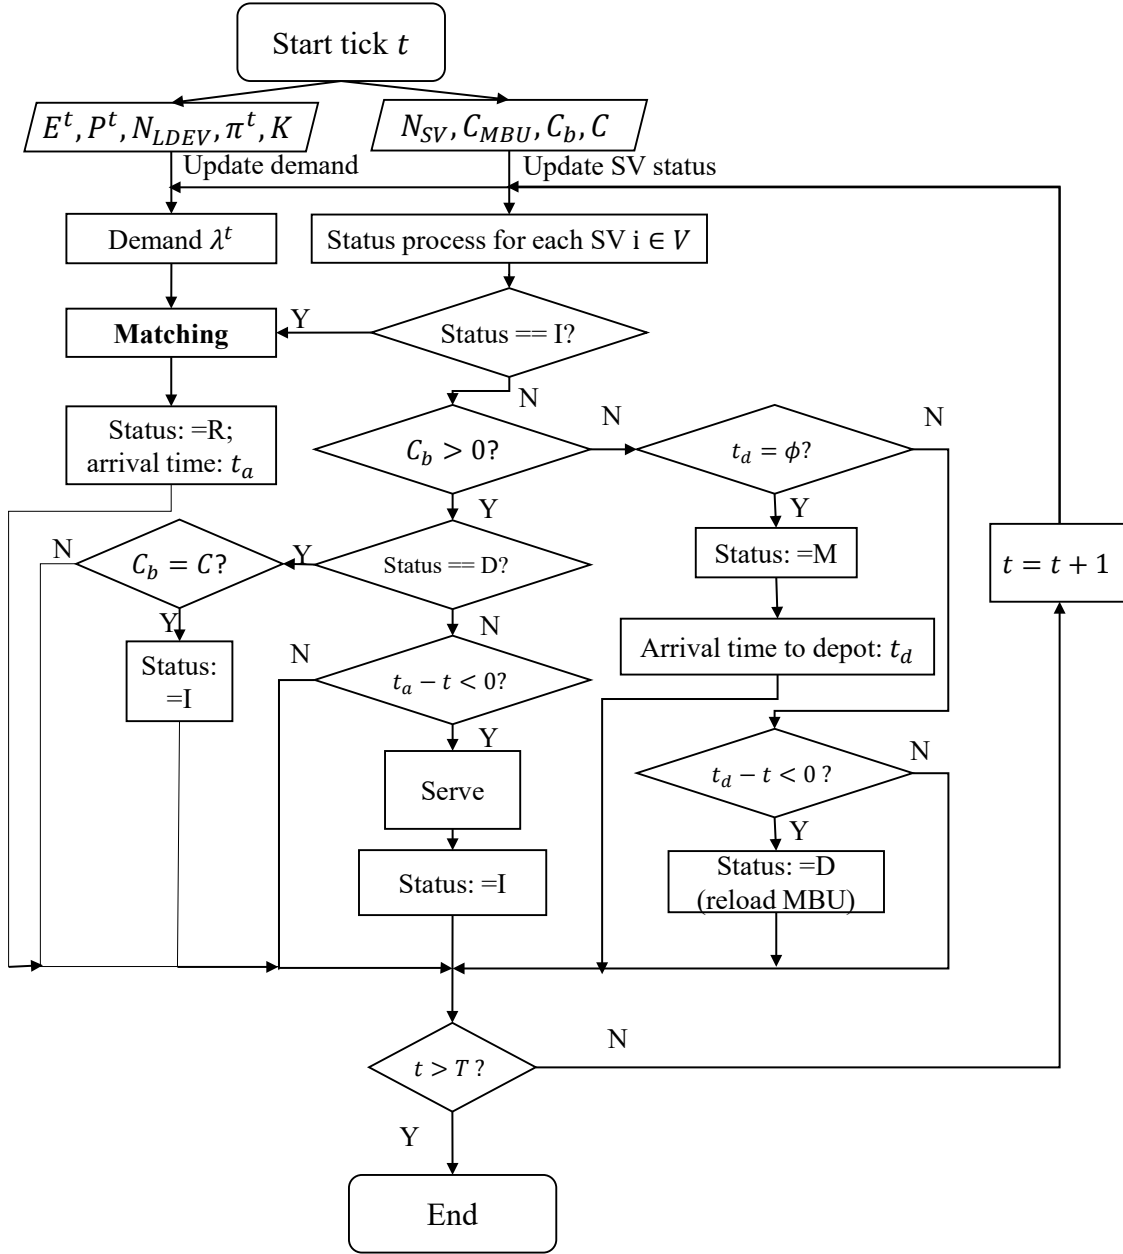 Start tick t
E^t, P^t, N_LDEV, π^t, K
N_SV, C_MBU, C_b, C
Update demand
Update SV status
Demand λ^t
Status process for each SV i ∈ V
Matching
Y
Status == I?
N
Status: =R;
arrival time: t_a
C_b > 0?
N
t_d = ϕ?
N
Y
Y
N
C_b = C?
Y
Status == D?
Status: =M
t = t + 1
Y
N
Status:
=I
N
t_a − t < 0?
Arrival time to depot: t_d
Y
N
Serve
t_d − t < 0 ?
Y
Status: =I
Status: =D
(reload MBU)
t > T ?
N
Y
End